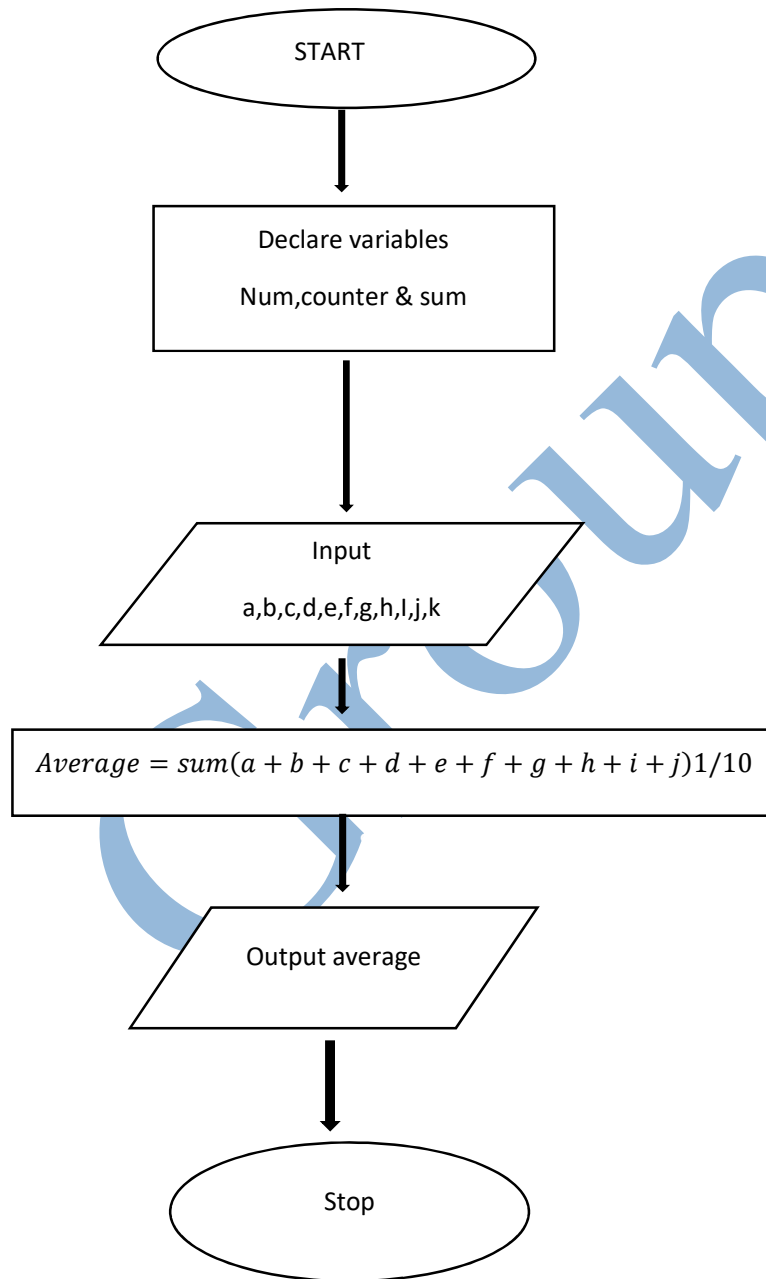 START
Declare variables
Num,counter & sum
Input
a,b,c,d,e,f,g,h,I,j,k
Average = sum(a + b + c + d + e + f + g + h + i + j)1/10
Output average
Stop